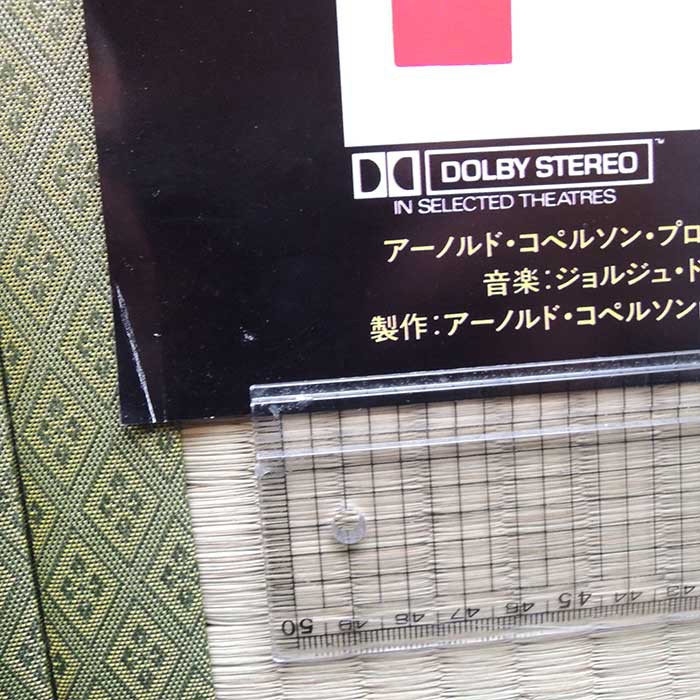 DOLBY STEREO™
IN SELECTED THEATRES
アーノルド・コペルソン・プロ
音楽：ジョルジュ・ド
製作：アーノルド・コペルソン
50 49 48 47 46 45 44 43